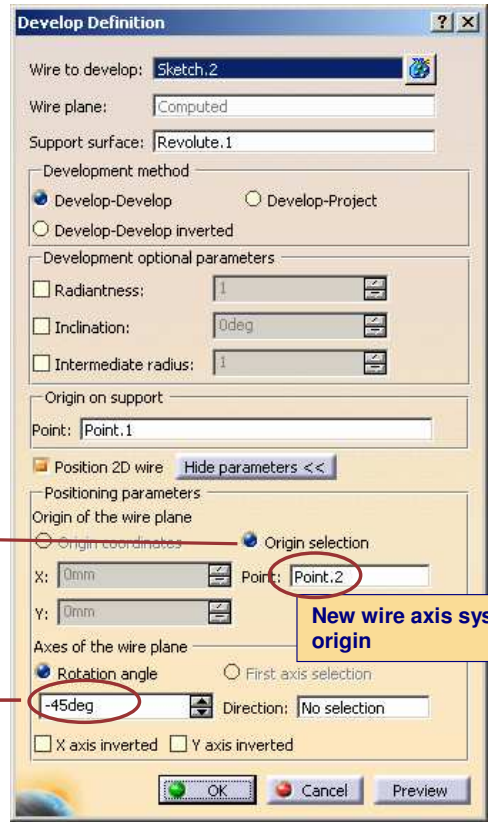 Develop Definition
Wire to develop: Sketch.2
Wire plane: Computed
Support surface: Revolute.1
Development method
Develop-Develop Develop-Project
Develop-Develop inverted
Development optional parameters
Radiantness: 1
Inclination: 0deg
Intermediate radius: 1
Origin on support
Point: Point.1
Position 2D wire Hide parameters <<
Positioning parameters
Origin of the wire plane
Origin coordinates Origin selection
X: 0mm Point: Point.2
Y: 0mm
New wire axis sys
origin
Axes of the wire plane
Rotation angle First axis selection
-45deg Direction: No selection
X axis inverted Y axis inverted
OK Cancel Preview